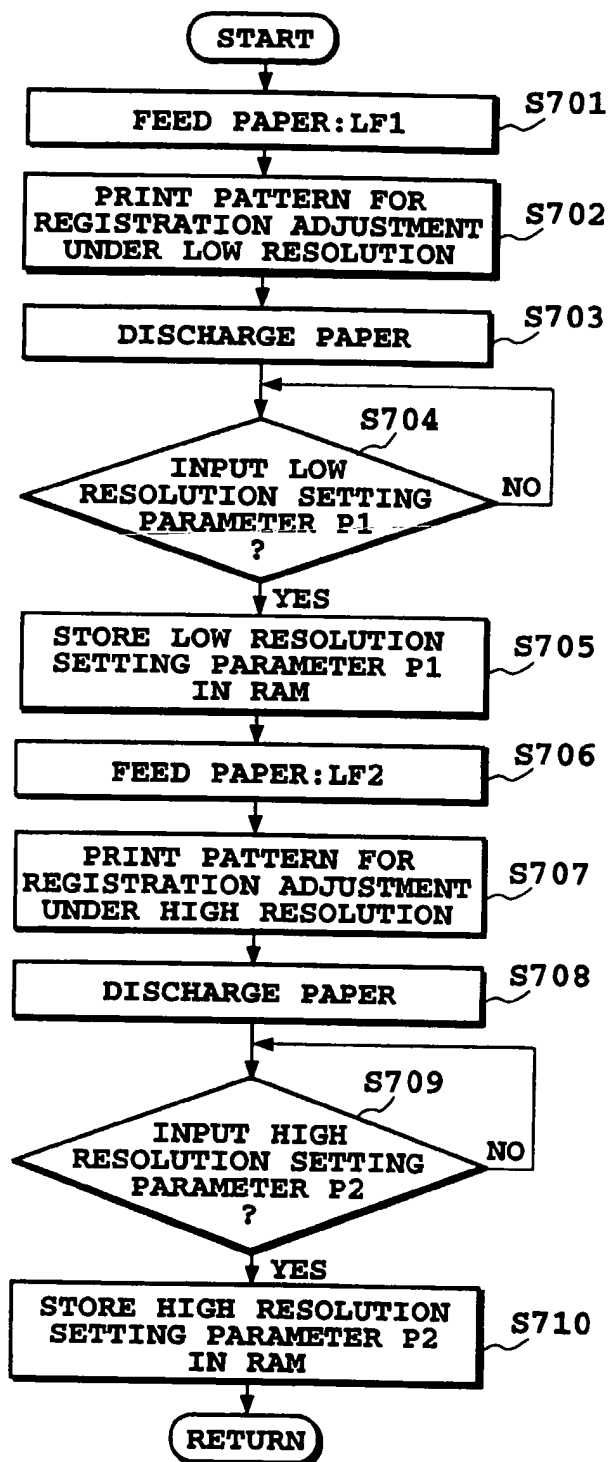 START
FEED PAPER:LF1
S701
PRINT PATTERN FOR
REGISTRATION ADJUSTMENT
UNDER LOW RESOLUTION
S702
DISCHARGE PAPER
S703
S704
INPUT LOW
RESOLUTION SETTING
PARAMETER P1
?
NO
YES
STORE LOW RESOLUTION
SETTING PARAMETER P1
IN RAM
S705
FEED PAPER:LF2
S706
PRINT PATTERN FOR
REGISTRATION ADJUSTMENT
UNDER HIGH RESOLUTION
S707
DISCHARGE PAPER
S708
S709
INPUT HIGH
RESOLUTION SETTING
PARAMETER P2
?
NO
YES
STORE HIGH RESOLUTION
SETTING PARAMETER P2
IN RAM
S710
RETURN